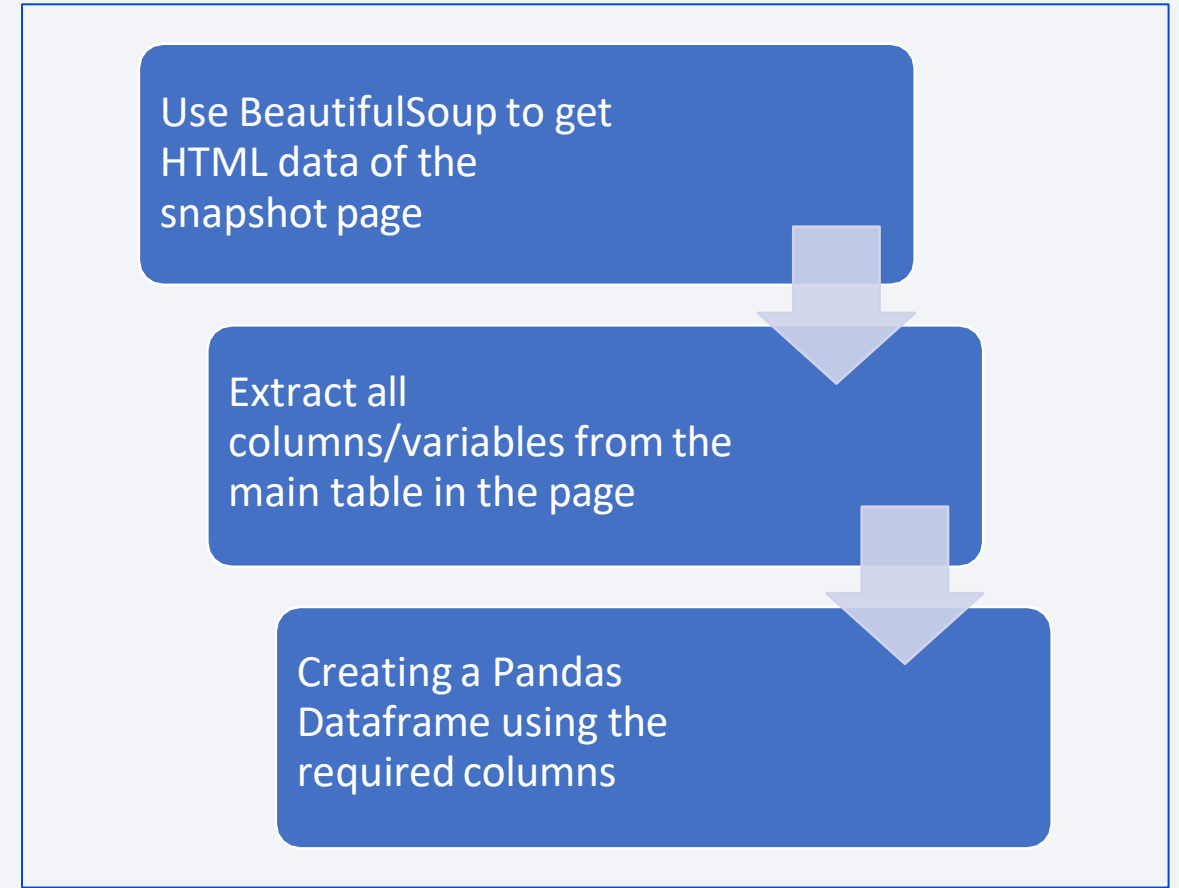 Use BeautifulSoup to get
HTML data of the
snapshot page
Extract all
columns/variables from the
main table in the page
Creating a Pandas
Dataframe using the
required columns